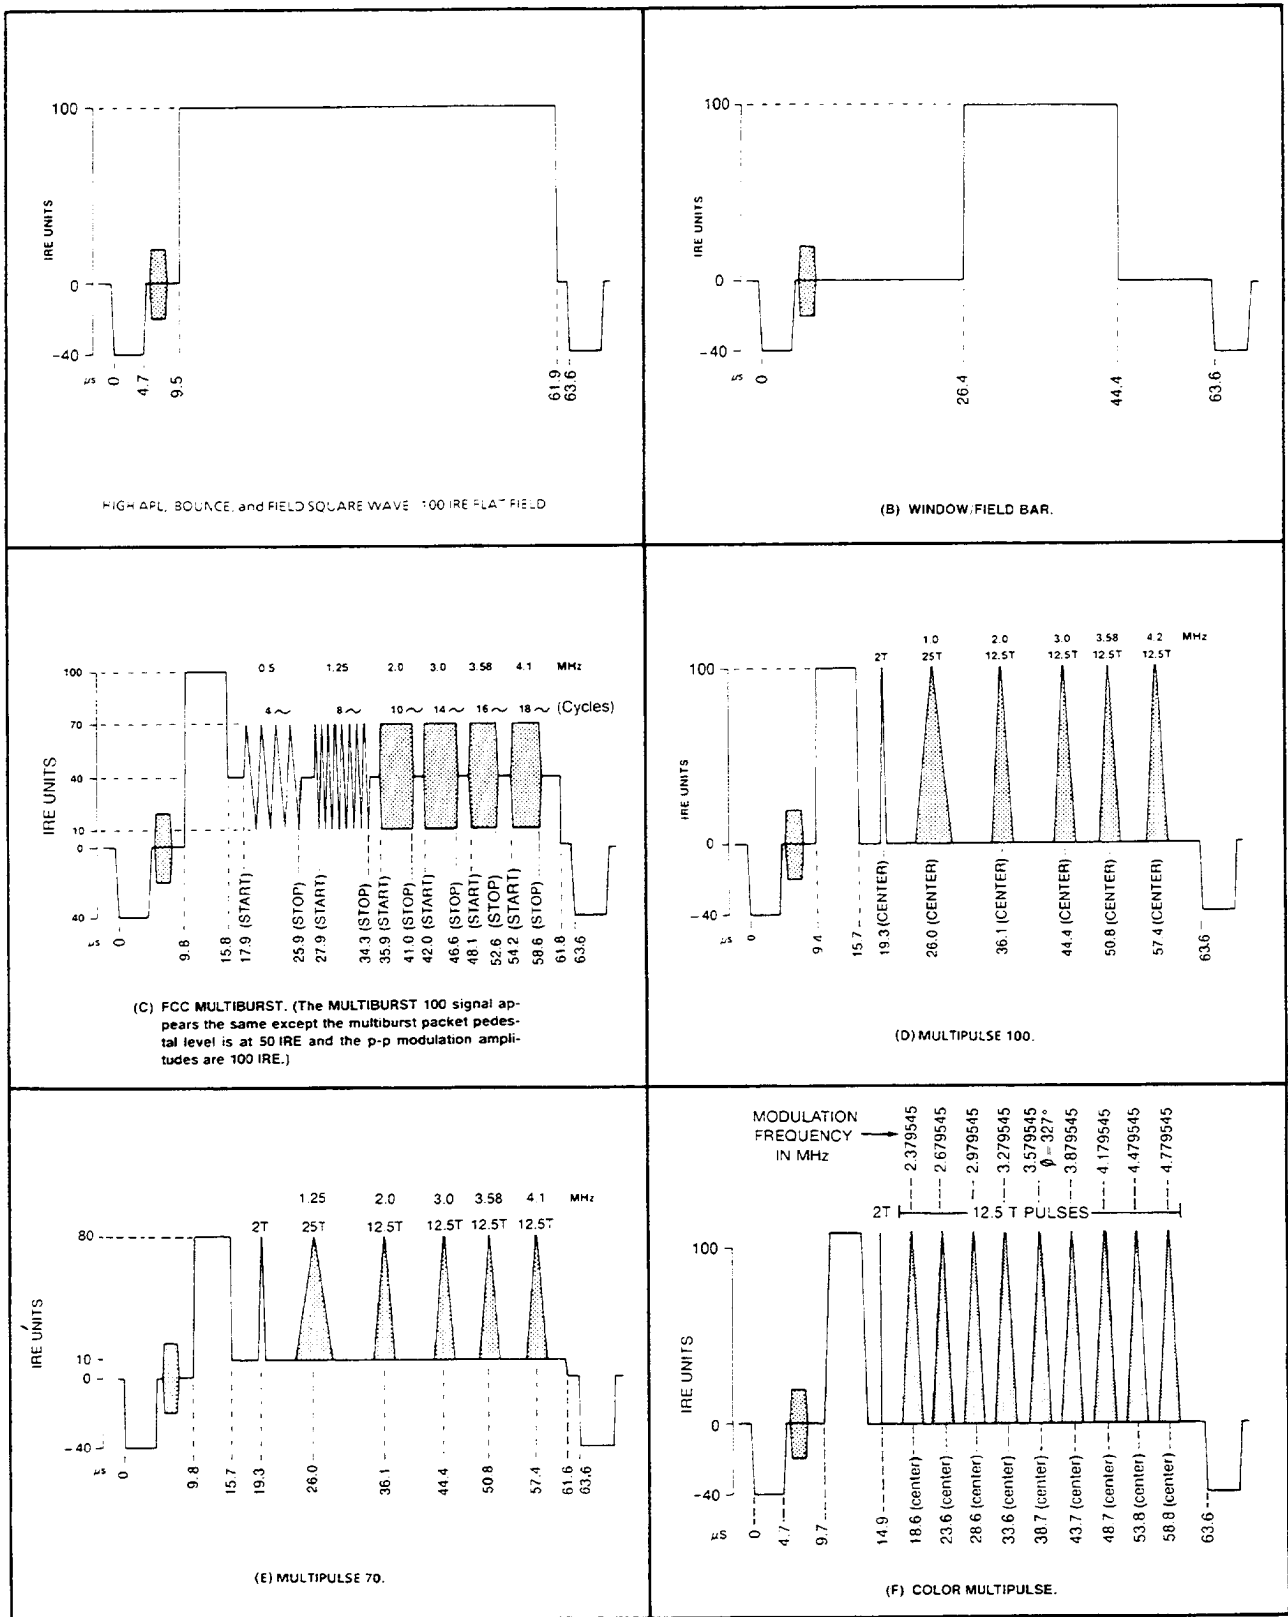 100
IRE UNITS
0
-40
µs 0 4.7 9.5 61.9 63.6
HIGH APL, BOUNCE, and FIELD SQUARE WAVE 100 IRE FLAT FIELD
100
IRE UNITS
0
-40
µs 0 26.4 44.4 63.6
(B) WINDOW/FIELD BAR.
0.5 1.25 2.0 3.0 3.58 4.1 MHz
4~ 8~ 10~ 14~ 16~ 18~ (Cycles)
100
70
40
10
0
40
IRE UNITS
µs 0 9.8 15.8 17.9 (START) 25.9 (STOP) 27.9 (START) 34.3 (STOP) 35.9 (START) 41.0 (STOP) 42.0 (START) 46.6 (STOP) 48.1 (START) 52.6 (STOP) 54.2 (START) 58.6 (STOP) 61.8 63.6
(C) FCC MULTIBURST. (The MULTIBURST 100 signal ap-
pears the same except the multiburst packet pedes-
tal level is at 50 IRE and the p-p modulation ampli-
tudes are 100 IRE.)
1.0 2.0 3.0 3.58 4.2 MHz
2T 25T 12.5T 12.5T 12.5T 12.5T
100
IRE UNITS
0
-40
µs 0 9.4 15.7 19.3 (CENTER) 26.0 (CENTER) 36.1 (CENTER) 44.4 (CENTER) 50.8 (CENTER) 57.4 (CENTER) 63.6
(D) MULTIPULSE 100.
1.25 2.0 3.0 3.58 4.1 MHz
2T 25T 12.5T 12.5T 12.5T 12.5T
80
10
0
-40
IRE UNITS
µs 0 9.8 15.7 19.3 26.0 36.1 44.4 50.8 57.4 61.6 63.6
(E) MULTIPULSE 70.
MODULATION
FREQUENCY
IN MHz
2.379545 2.679545 2.979545 3.279545 3.579545 ϕ = 327° 3.879545 4.179545 4.479545 4.779545
2T 12.5 T PULSES
100
IRE UNITS
0
-40
µS 0 4.7 9.7 14.9 18.6 (center) 23.6 (center) 28.6 (center) 33.6 (center) 38.7 (center) 43.7 (center) 48.7 (center) 53.8 (center) 58.8 (center) 63.6
(F) COLOR MULTIPULSE.